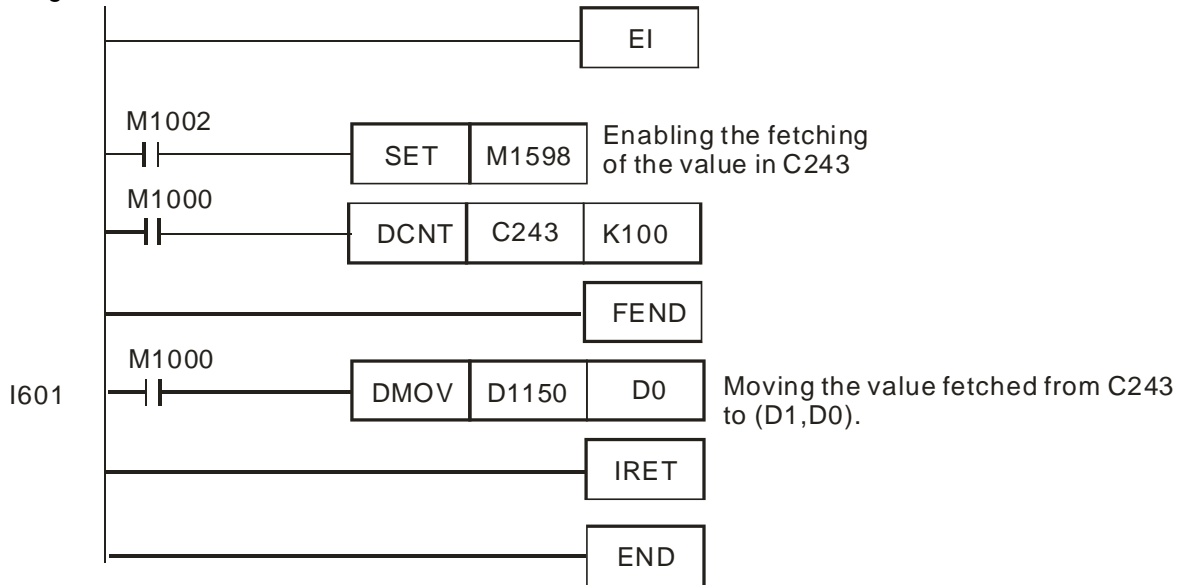 EI
M1002
SET M1598 Enabling the fetching
of the value in C243
M1000
DCNT C243 K100
FEND
M1000
I601 DMOV D1150 D0 Moving the value fetched from C243
to (D1,D0).
IRET
END